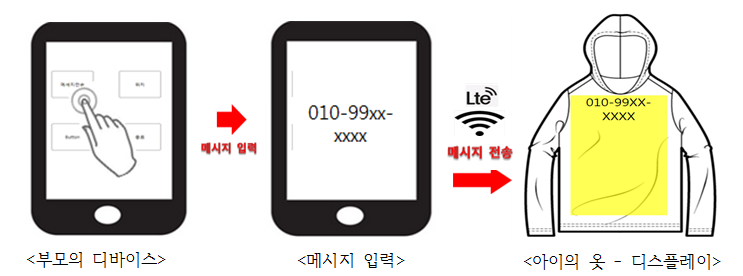 메세지전송
위치
Button
종료
메시지 입력
010-99xx-
xxxx
Lte
메시지 전송
010-99XX-
XXXX
<부모의 디바이스>
<메시지 입력>
<아이의 옷 - 디스플레이>